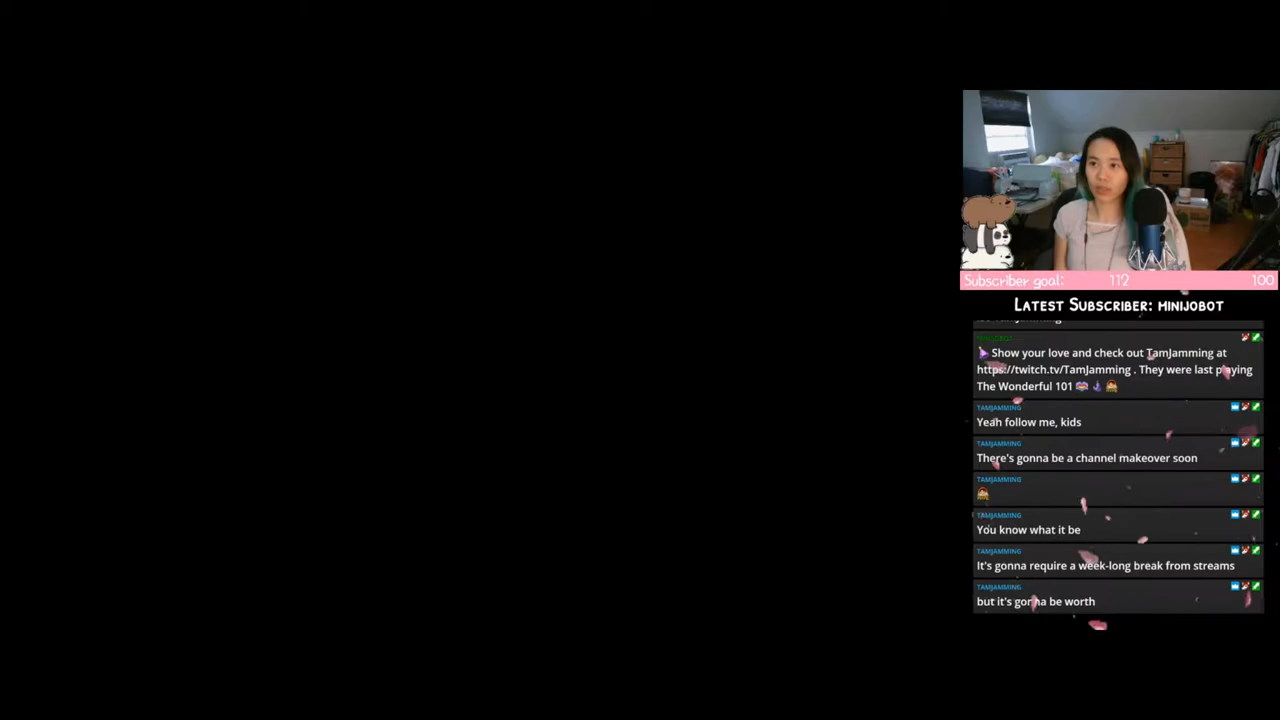 Subscriber goal: 112 100
LATEST SUBSCRIBER: MINIJOBOT
Show your love and check out TamJamming at
https://twitch.tv/TamJamming . They were last playing
The Wonderful 101
TAMJAMMING
Yeah follow me, kids
TAMJAMMING
There's gonna be a channel makeover soon
TAMJAMMING
TAMJAMMING
You know what it be
TAMJAMMING
It's gonna require a week-long break from streams
TAMJAMMING
but it's gonna be worth